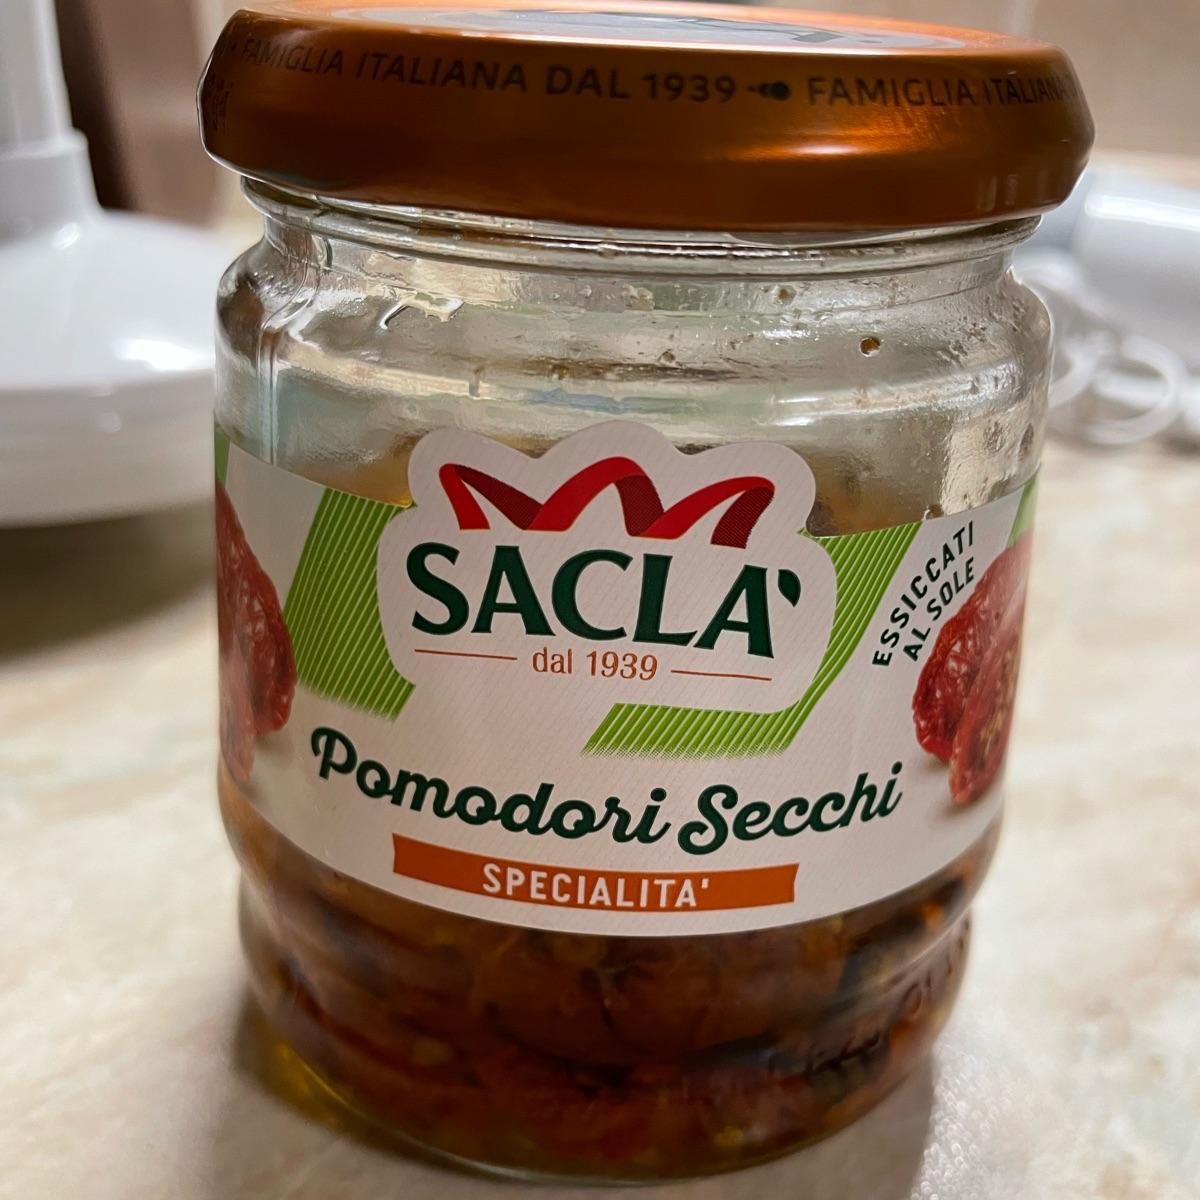 FAMIGLIA ITALIANA DAL 1939 FAMIGLIA ITALIANA
SACLA'
dal 1939
ESSICCATI
AL SOLE
Pomodori Secchi
SPECIALITA'